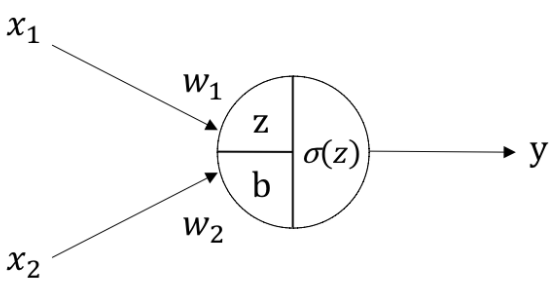 x₁
w₁
z
σ(z)
y
b
w₂
x₂